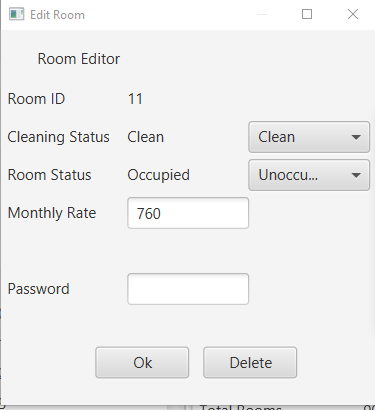 Edit Room
Room Editor
Room ID 11
Cleaning Status Clean Clean
Room Status Occupied Unoccu...
Monthly Rate 760
Password
Ok Delete
Total Rooms